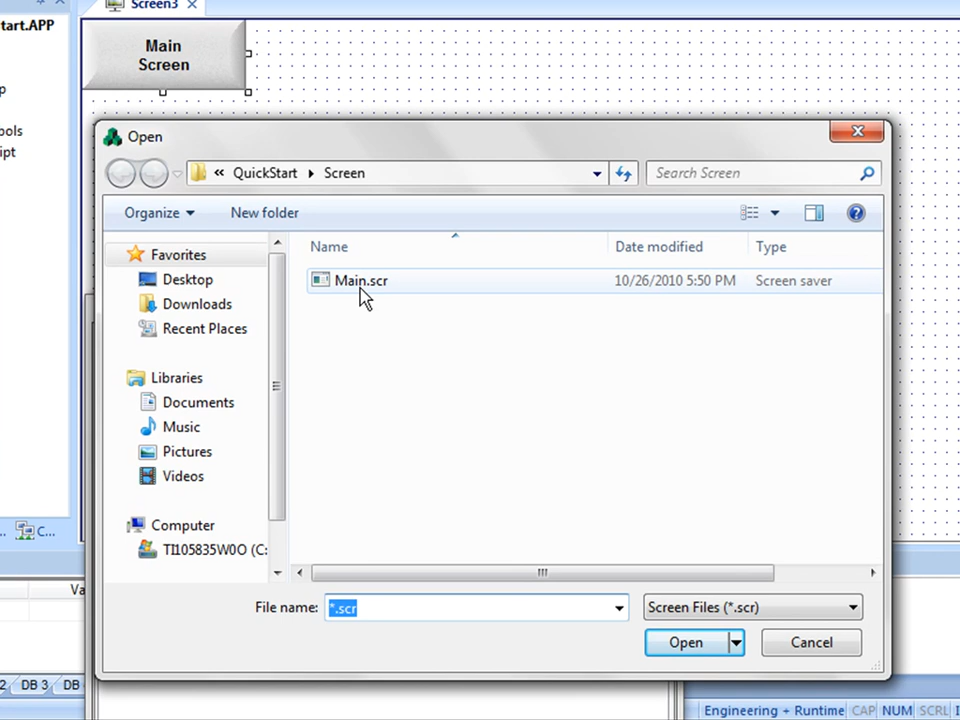 Screen3
tart.APP
Main
Screen
p
bols
ipt
Open
« QuickStart Screen
Search Screen
Organize
New folder
Name
Date modified
Type
Favorites
Desktop
Downloads
Recent Places
Libraries
Documents
Music
Pictures
Videos
Computer
TI105835W0O (C:
Main.scr
10/26/2010 5:50 PM
Screen saver
File name:
*.scr
Screen Files (*.scr)
Open
Cancel
... C...
Va
2 DB 3 DB
Engineering + Runtime CAP NUM SCRL I